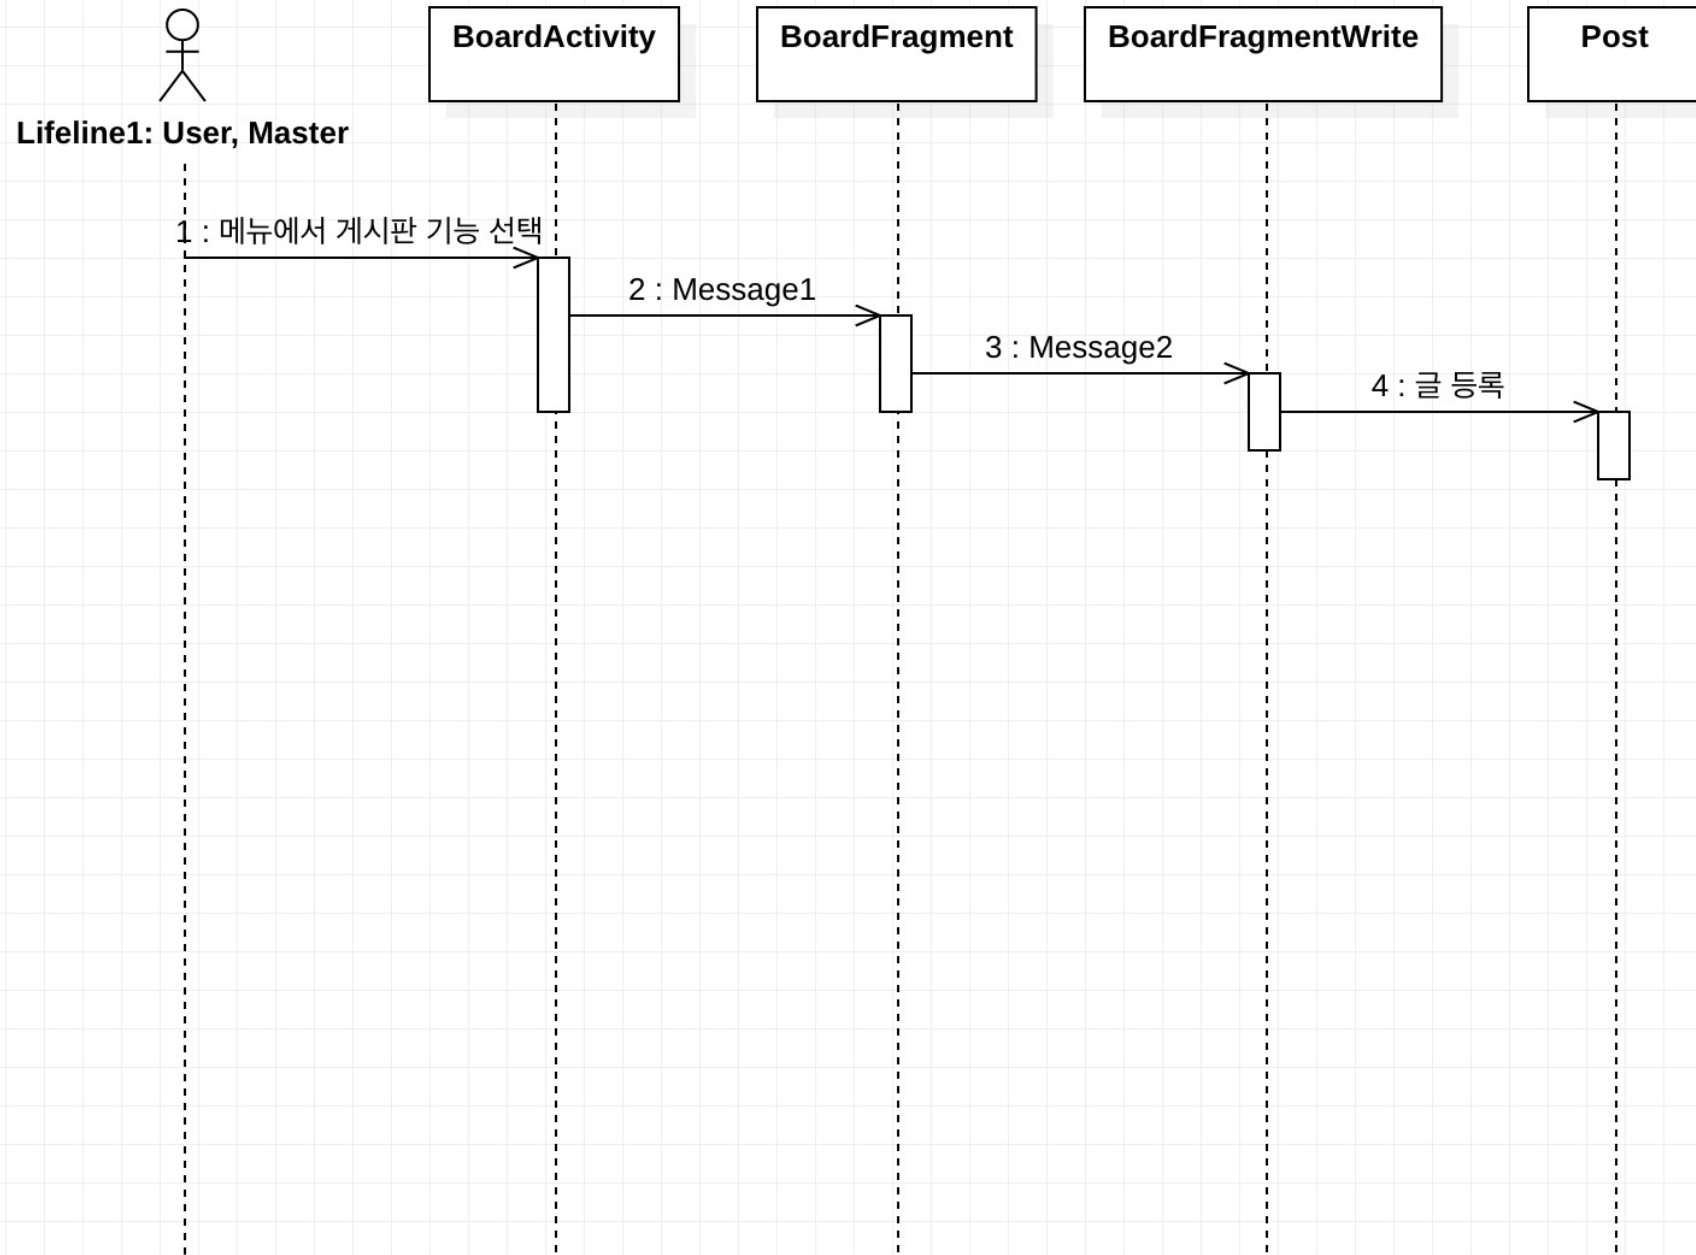 BoardActivity
BoardFragment
BoardFragmentWrite
Post
Lifeline1: User, Master
1 : 메뉴에서 게시판 기능 선택
2 : Message1
3 : Message2
4 : 글 등록